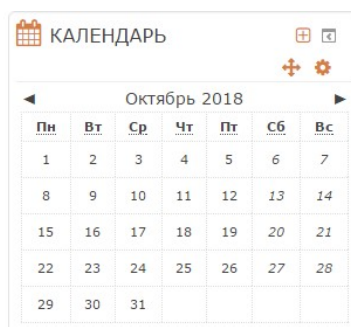 КАЛЕНДАРЬ
◄ Октябрь 2018 ►
Пн Вт Ср Чт Пт Сб Вс
1 2 3 4 5 6 7
8 9 10 11 12 13 14
15 16 17 18 19 20 21
22 23 24 25 26 27 28
29 30 31